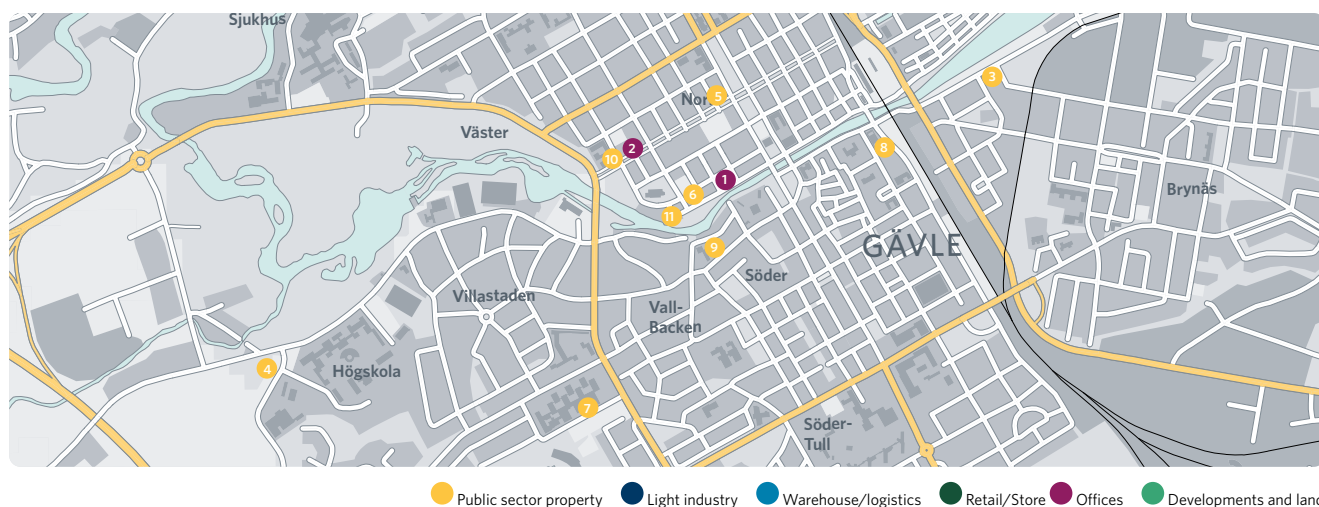 Sjukhus
3
Nor
5
Väster
2
10
8
1
6
Brynäs
11
GÄVLE
9
Söder
Villastaden
Vall-
Backen
4
Högskola
7
Söder-
Tull
Public sector property
Light industry
Warehouse/logistics
Retail/Store
Offices
Developments and land